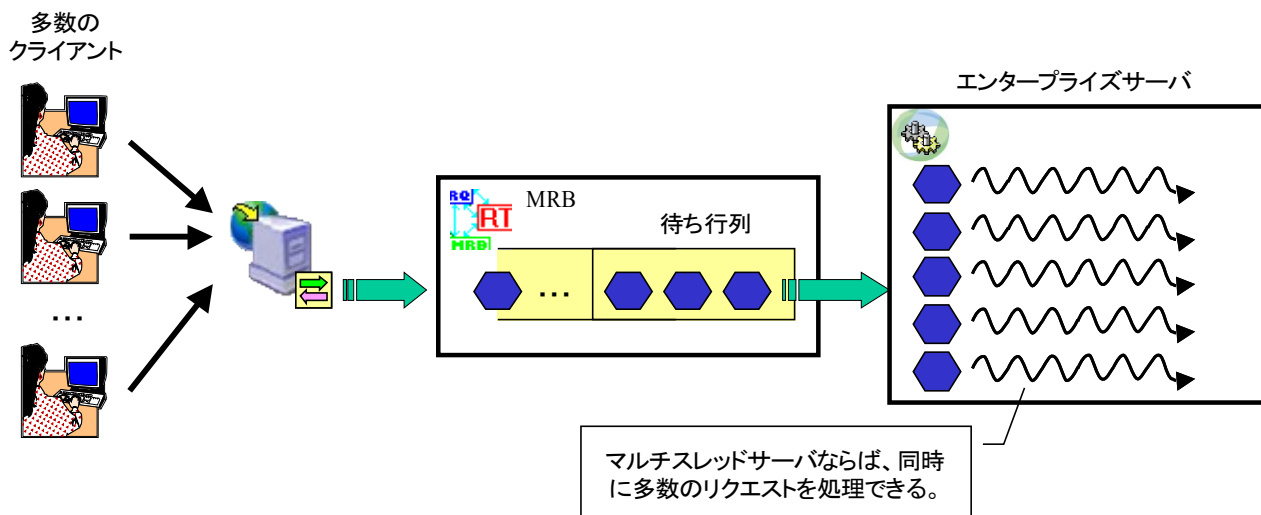 多数の
クライアント
エンタープライズサーバ
RQ
RT
MRB
MRB
待ち行列
...
...
マルチスレッドサーバならば、同時
に多数のリクエストを処理できる。